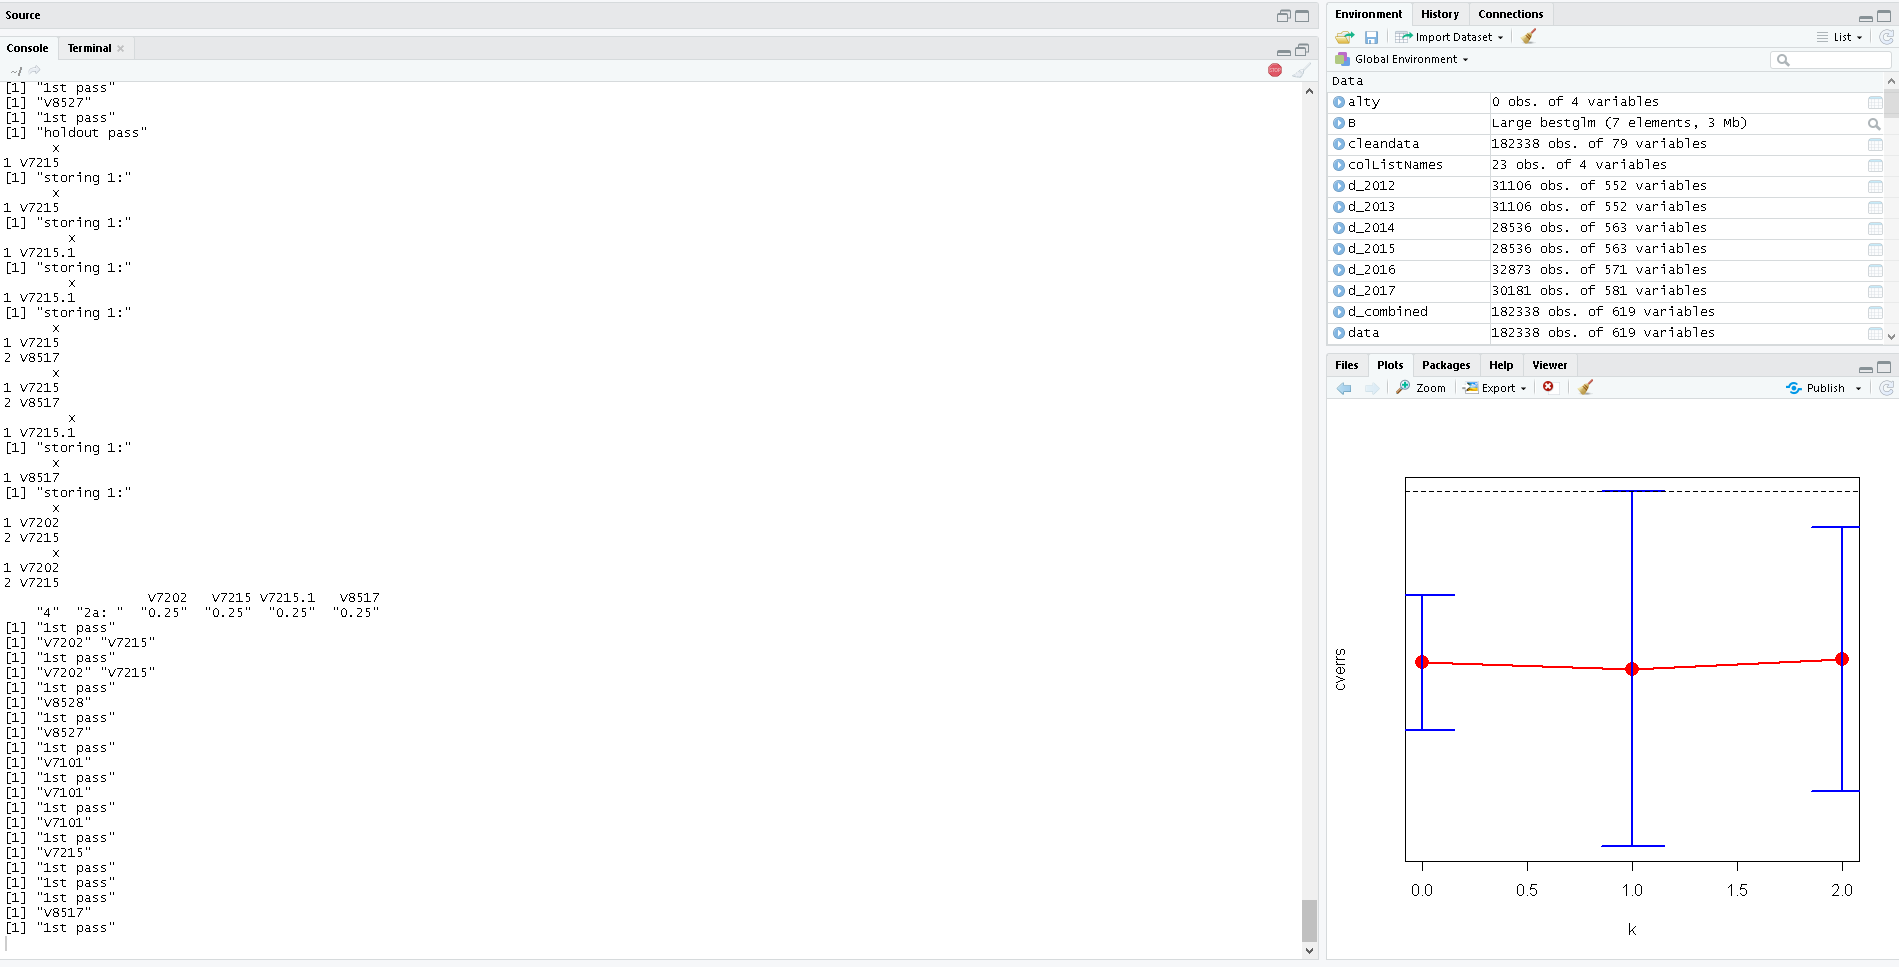 Source
Console Terminal
~/
[1] "1st pass"
[1] "V8527"
[1] "1st pass"
[1] "holdout pass"
x
1 V7215
[1] "storing 1:"
x
1 V7215
[1] "storing 1:"
x
1 V7215.1
[1] "storing 1:"
x
1 V7215.1
[1] "storing 1:"
x
1 V7215
2 V8517
x
1 V7215
2 V8517
x
1 V7215.1
[1] "storing 1:"
x
1 V8517
[1] "storing 1:"
x
1 V7202
2 V7215
x
1 V7202
2 V7215
V7202 V7215 V7215.1 V8517
"4" "2a: " "0.25" "0.25" "0.25" "0.25"
[1] "1st pass"
[1] "V7202" "V7215"
[1] "1st pass"
[1] "V7202" "V7215"
[1] "1st pass"
[1] "V8528"
[1] "1st pass"
[1] "V8527"
[1] "1st pass"
[1] "V7101"
[1] "1st pass"
[1] "V7101"
[1] "1st pass"
[1] "V7101"
[1] "1st pass"
[1] "V7215"
[1] "1st pass"
[1] "1st pass"
[1] "1st pass"
[1] "V8517"
[1] "1st pass"
Environment History Connections
Import Dataset List
Global Environment
Data
alty 0 obs. of 4 variables
B Large bestglm (7 elements, 3 Mb)
cleandata 182338 obs. of 79 variables
colListNames 23 obs. of 4 variables
d_2012 31106 obs. of 552 variables
d_2013 31106 obs. of 552 variables
d_2014 28536 obs. of 563 variables
d_2015 28536 obs. of 563 variables
d_2016 32873 obs. of 571 variables
d_2017 30181 obs. of 581 variables
d_combined 182338 obs. of 619 variables
data 182338 obs. of 619 variables
Files Plots Packages Help Viewer
Zoom Export Publish
cverrs
0.0 0.5 1.0 1.5 2.0
k
STOP